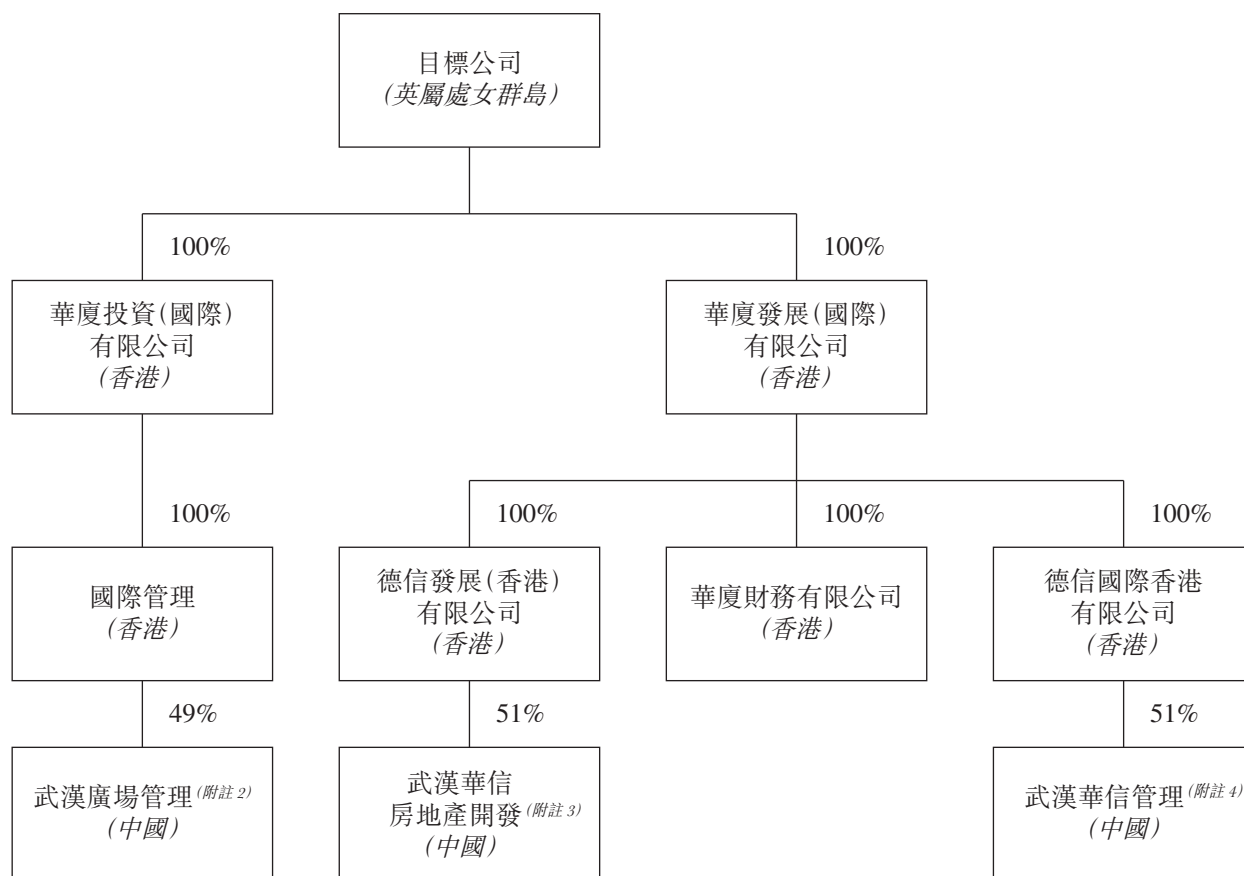 目標公司
(英屬處女群島)
100%
100%
華廈投資(國際)
有限公司
(香港)
華廈發展(國際)
有限公司
(香港)
100%
100%
100%
100%
國際管理
(香港)
德信發展(香港)
有限公司
(香港)
華廈財務有限公司
(香港)
德信國際香港
有限公司
(香港)
49%
51%
51%
武漢廣場管理(附註 2)
(中國)
武漢華信
房地產開發(附註 3)
(中國)
武漢華信管理(附註 4)
(中國)